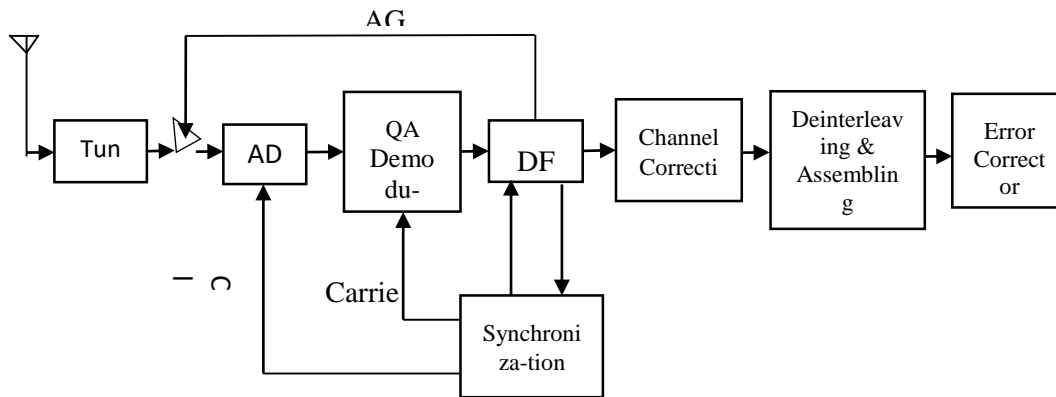 AG
Tun
AD
QA
Demo
du-
DF
Channel
Correcti
Deinterleav
ing &
Assemblin
g
Error
Correct
or
Cl
Carrie
Synchroni
za-tion